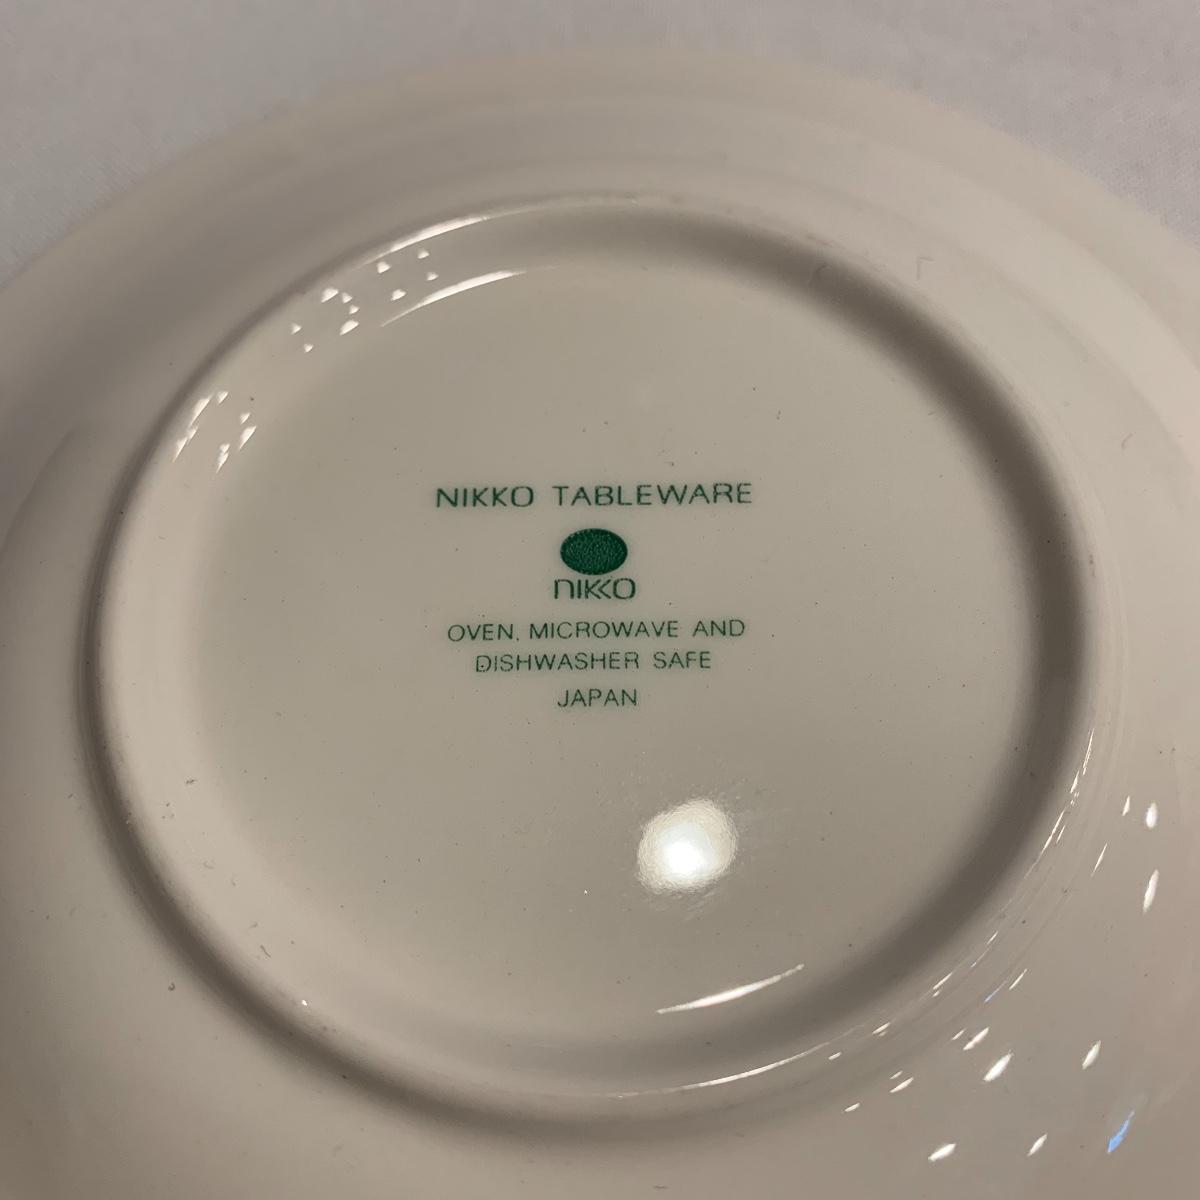 NIKKO TABLEWARE
NIKKO
OVEN, MICROWAVE AND
DISHWASHER SAFE
JAPAN